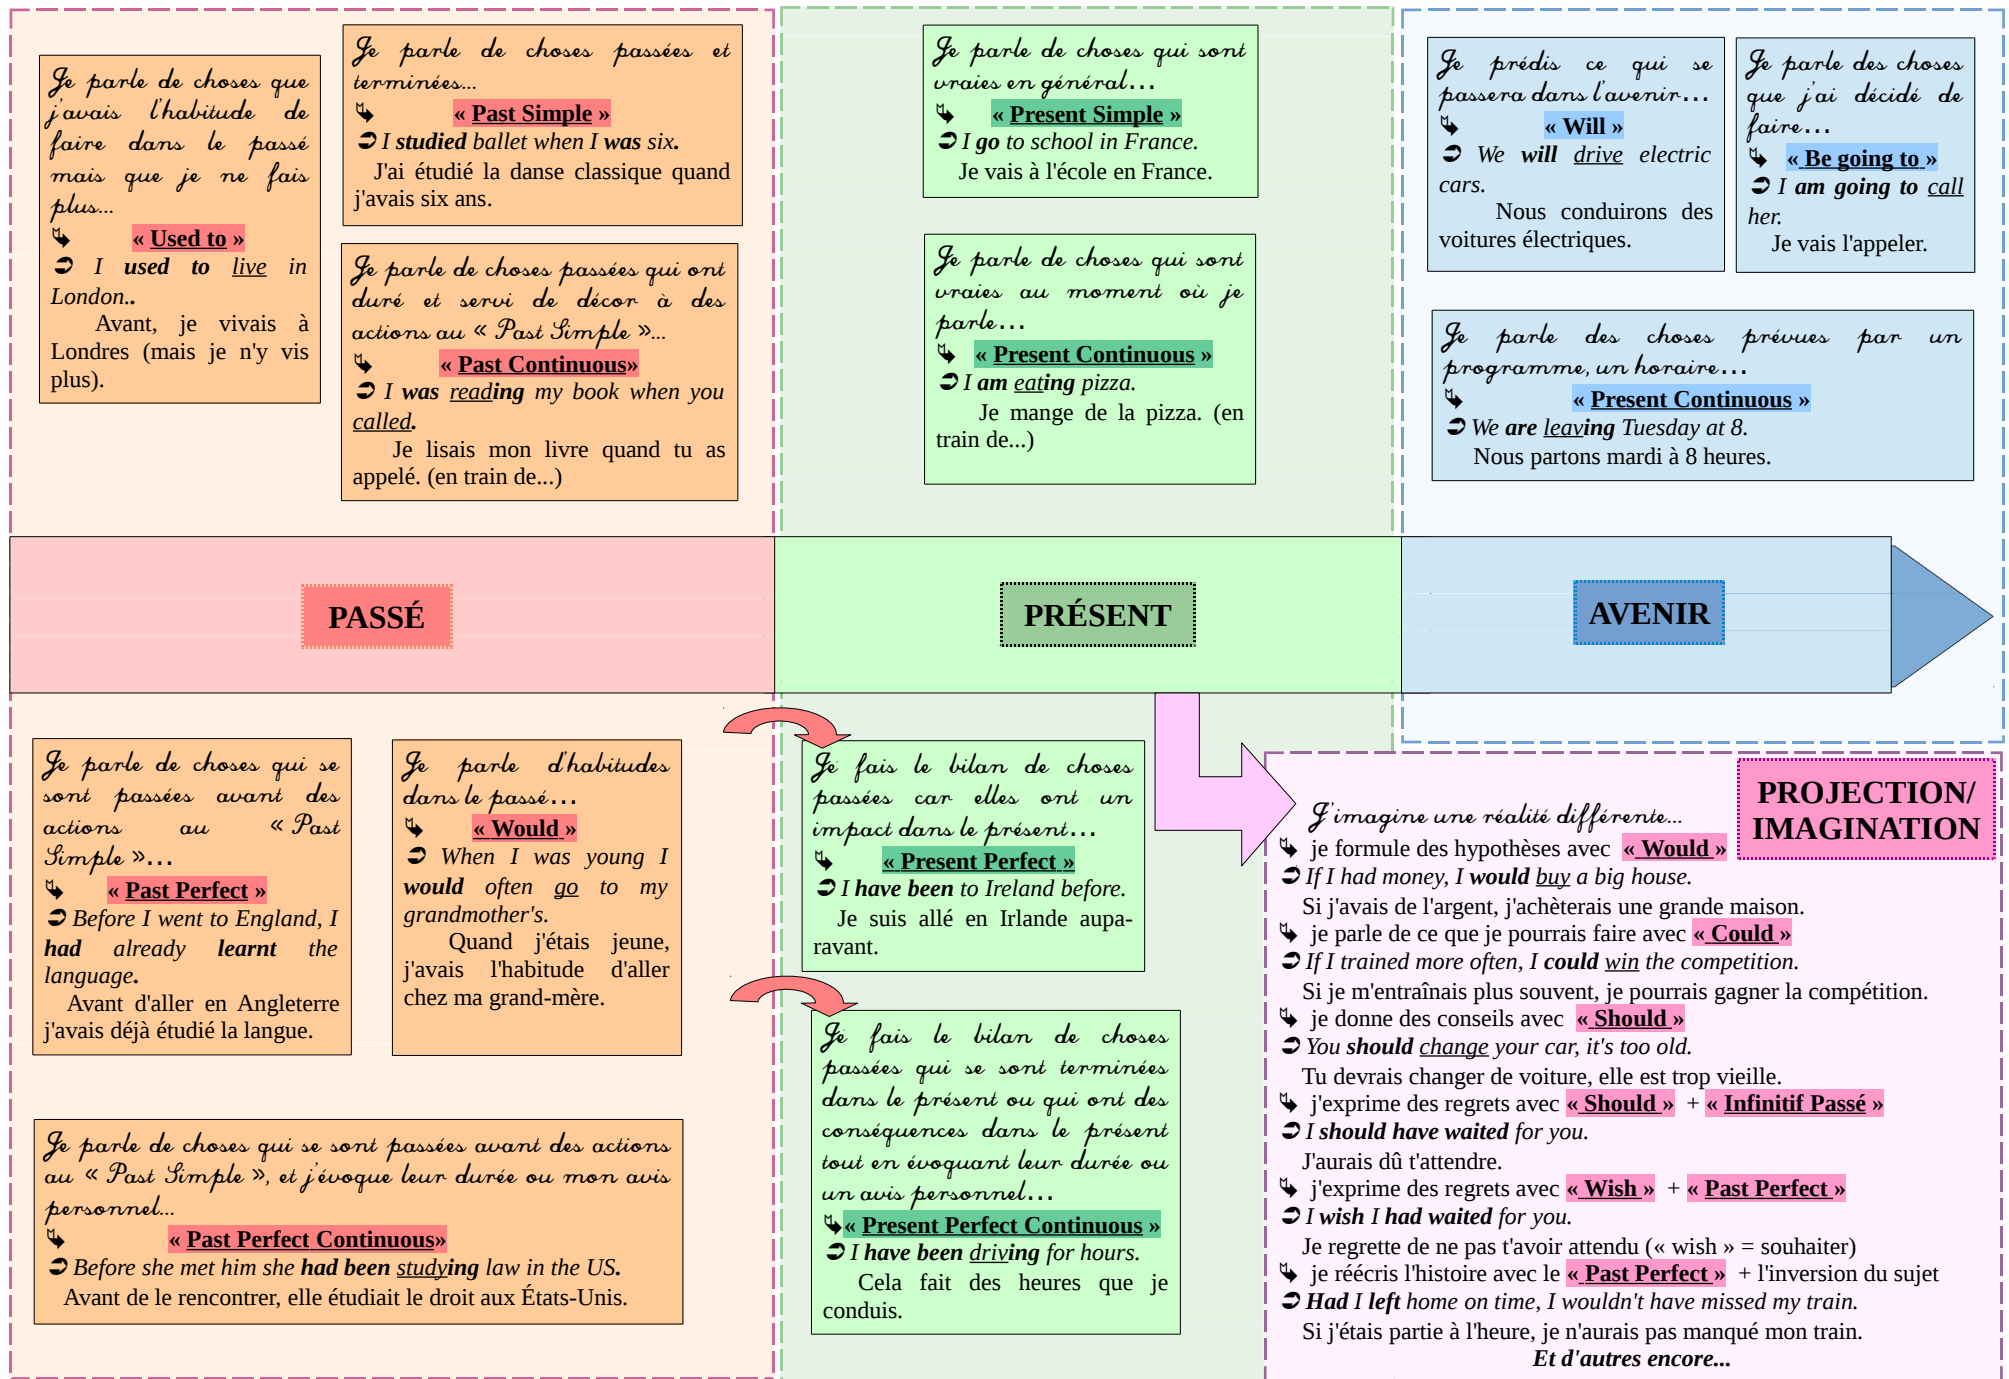 Je parle de choses que
j'avais l'habitude de
faire dans le passé
mais que je ne fais
plus...
« Used to »
I used to live in
London..
Avant, je vivais à
Londres (mais je n'y vis
plus).
Je parle de choses passées et
terminées...
« Past Simple »
I studied ballet when I was six.
J'ai étudié la danse classique quand
j'avais six ans.
Je parle de choses passées qui ont
duré et servi de décor à des
actions au « Past Simple »...
« Past Continuous»
I was reading my book when you
called.
Je lisais mon livre quand tu as
appelé. (en train de...)
Je parle de choses qui sont
vraies en général...
« Present Simple »
I go to school in France.
Je vais à l'école en France.
Je parle de choses qui sont
vraies au moment où je
parle...
« Present Continuous »
I am eating pizza.
Je mange de la pizza. (en
train de...)
Je prédis ce qui se
passera dans l'avenir...
« Will »
We will drive electric
cars.
Nous conduirons des
voitures électriques.
Je parle des choses
que j'ai décidé de
faire...
« Be going to »
I am going to call
her.
Je vais l'appeler.
Je parle des choses prévues par un
programme, un horaire...
« Present Continuous »
We are leaving Tuesday at 8.
Nous partons mardi à 8 heures.
PASSÉ
PRÉSENT
AVENIR
Je parle de choses qui se
sont passées avant des
actions au « Past
Simple »...
« Past Perfect »
Before I went to England, I
had already learnt the
language.
Avant d'aller en Angleterre
j'avais déjà étudié la langue.
Je parle d'habitudes
dans le passé...
« Would »
When I was young I
would often go to my
grandmother's.
Quand j'étais jeune,
j'avais l'habitude d'aller
chez ma grand-mère.
Je parle de choses qui se sont passées avant des actions
au « Past Simple », et j'évoque leur durée ou mon avis
personnel...
« Past Perfect Continuous»
Before she met him she had been studying law in the US.
Avant de le rencontrer, elle étudiait le droit aux États-Unis.
Je fais le bilan de choses
passées car elles ont un
impact dans le présent...
« Present Perfect »
I have been to Ireland before.
Je suis allé en Irlande aupa-
ravant.
Je fais le bilan de choses
passées qui se sont terminées
dans le présent ou qui ont des
conséquences dans le présent
tout en évoquant leur durée ou
un avis personnel...
« Present Perfect Continuous »
I have been driving for hours.
Cela fait des heures que je
conduis.
PROJECTION/
IMAGINATION
J'imagine une réalité différente...
je formule des hypothèses avec « Would »
If I had money, I would buy a big house.
Si j'avais de l'argent, j'achèterais une grande maison.
je parle de ce que je pourrais faire avec « Could »
If I trained more often, I could win the competition.
Si je m'entraînais plus souvent, je pourrais gagner la compétition.
je donne des conseils avec « Should »
You should change your car, it's too old.
Tu devrais changer de voiture, elle est trop vieille.
j'exprime des regrets avec « Should » + « Infinitif Passé »
I should have waited for you.
J'aurais dû t'attendre.
j'exprime des regrets avec « Wish » + « Past Perfect »
I wish I had waited for you.
Je regrette de ne pas t'avoir attendu (« wish » = souhaiter)
je réécris l'histoire avec le « Past Perfect » + l'inversion du sujet
Had I left home on time, I wouldn't have missed my train.
Si j'étais partie à l'heure, je n'aurais pas manqué mon train.
Et d'autres encore...